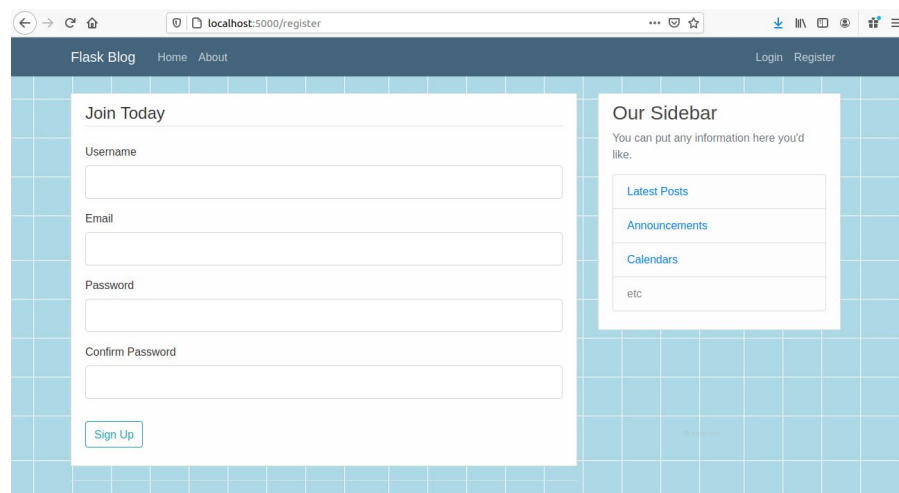 localhost:5000/register
Flask Blog Home About Login Register
Join Today
Username
Email
Password
Confirm Password
Sign Up
Our Sidebar
You can put any information here you'd
like.
Latest Posts
Announcements
Calendars
etc